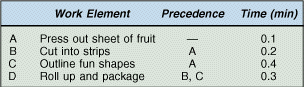 Work Element Precedence Time (min)
A Press out sheet of fruit — 0.1
B Cut into strips A 0.2
C Outline fun shapes A 0.4
D Roll up and package B, C 0.3